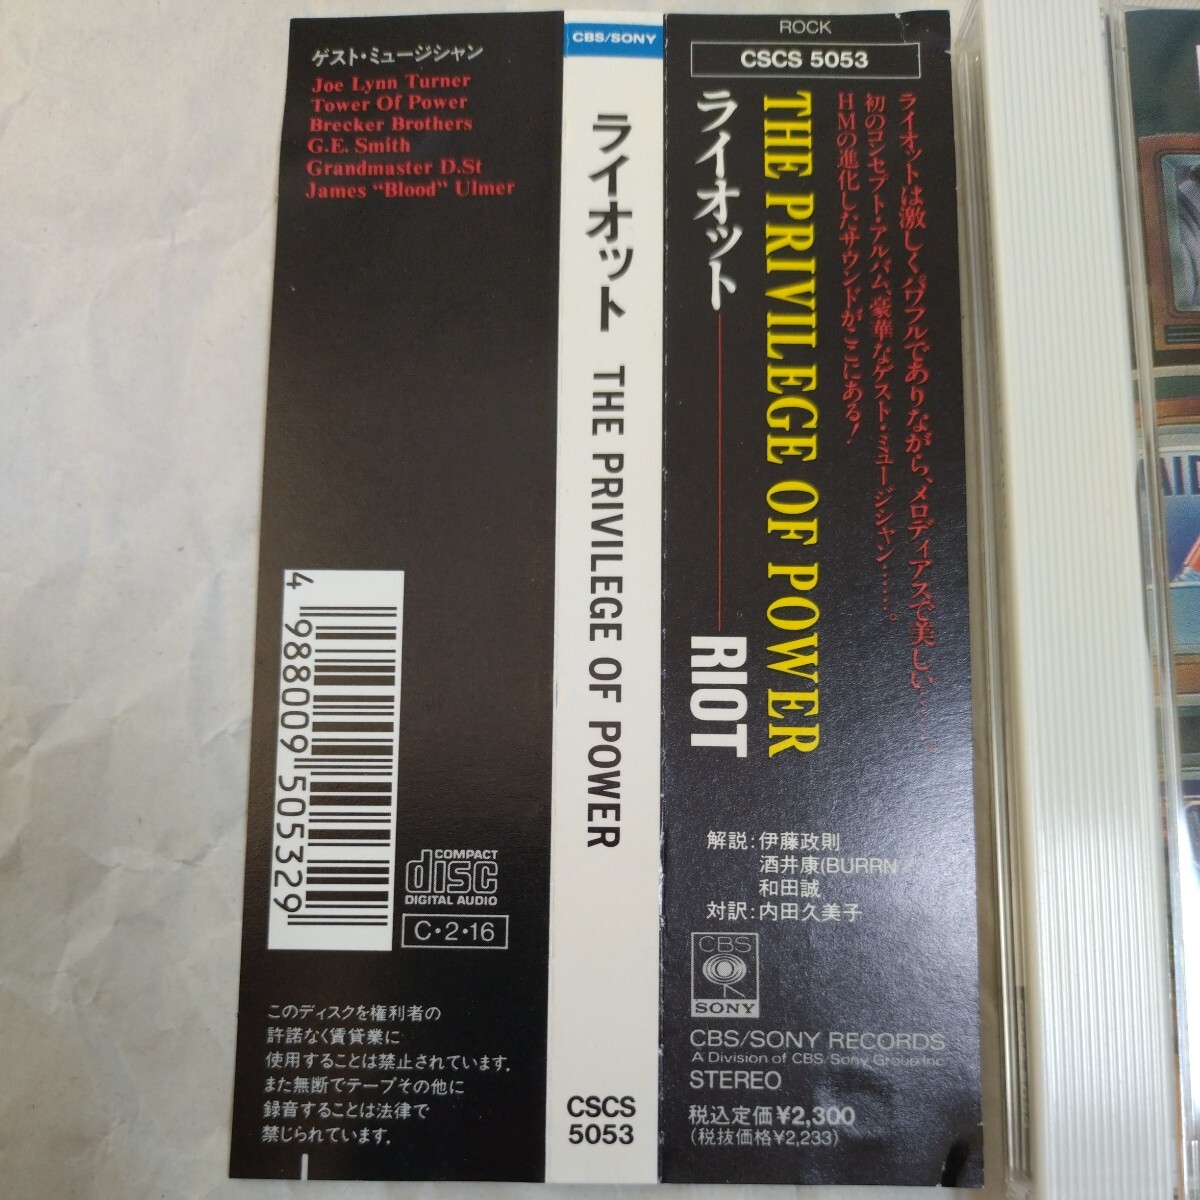 ゲスト・ミュージシャン
Joe Lynn Turner
Tower Of Power
Brecker Brothers
G.E. Smith
Grandmaster D.St
James "Blood" Ulmer
4 988009 505329
COMPACT
disc
DIGITAL AUDIO
C・2・16
このディスクを権利者の
許諾なく賃貸業に
使用することは禁止されています。
また無断でテープその他に
録音することは法律で
禁じられています。
CBS/SONY
ライオット THE PRIVILEGE OF POWER
CSCS
5053
ROCK
CSCS 5053
ライオットは激しくパワフルでありながら、メロディアスで美しい……。
初のコンセプト・アルバム、豪華なゲスト・ミュージシャン……。
HMの進化したサウンドがここにある!
THE PRIVILEGE OF POWER
ライオット
RIOT
解説:伊藤政則
酒井康(BURRN
和田誠
対訳:内田久美子
CBS
SONY
CBS/SONY RECORDS
A Division of CBS/Sony Group Inc
STEREO
税込定価¥2,300
(税抜価格¥2,233)